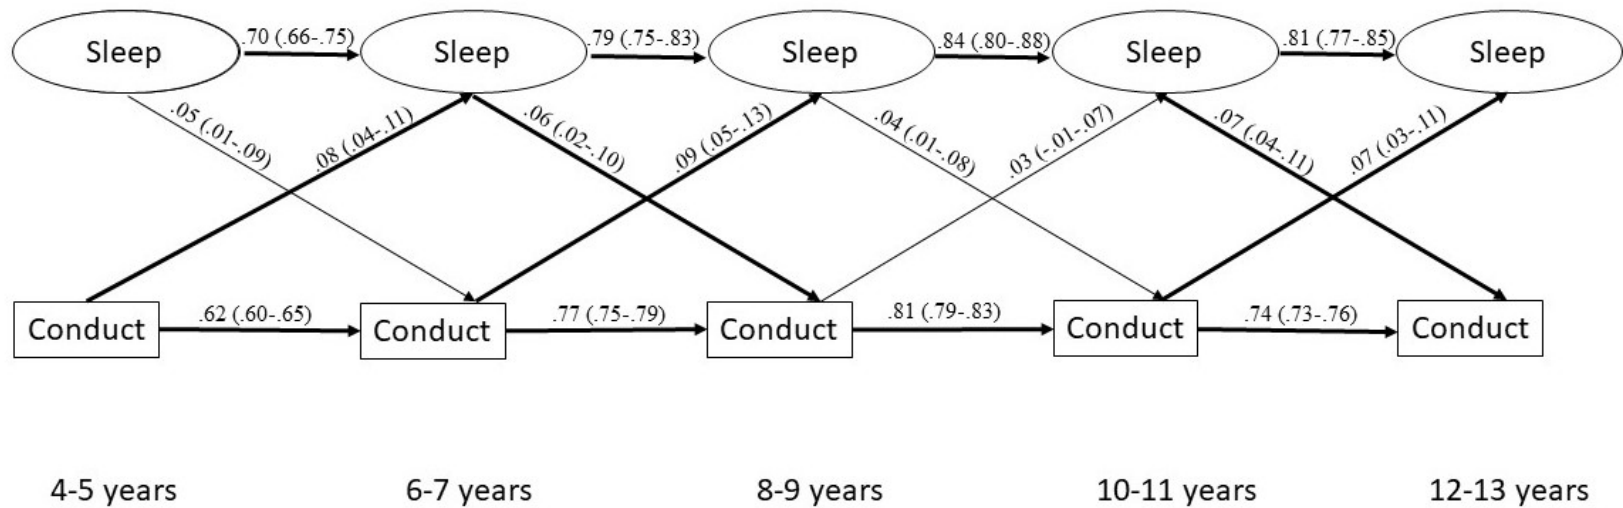 .70 (.66-.75)
.79 (.75-.83)
.84 (.80-.88)
.81 (.77-.85)
Sleep
Sleep
Sleep
Sleep
Sleep
.05 (.01-.09)
.08 (.04-.11)
.06 (.02-.10)
.09 (.05-.13)
.04 (.01-.08)
.03 (-.01-.07)
.07 (.04-.11)
.07 (.03-.11)
.62 (.60-.65)
.77 (.75-.79)
.81 (.79-.83)
.74 (.73-.76)
Conduct
Conduct
Conduct
Conduct
Conduct
4-5 years
6-7 years
8-9 years
10-11 years
12-13 years